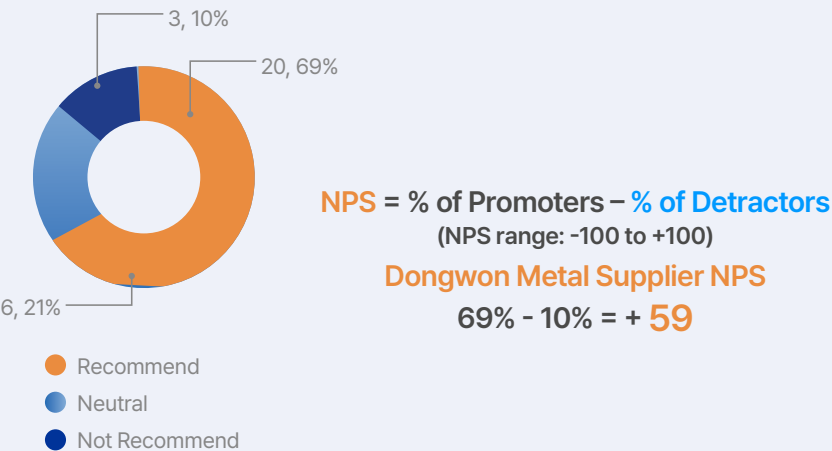 3, 10%
20, 69%
6, 21%
Recommend
Neutral
Not Recommend
NPS = % of Promoters – % of Detractors
(NPS range: -100 to +100)
Dongwon Metal Supplier NPS
69% - 10% = + 59